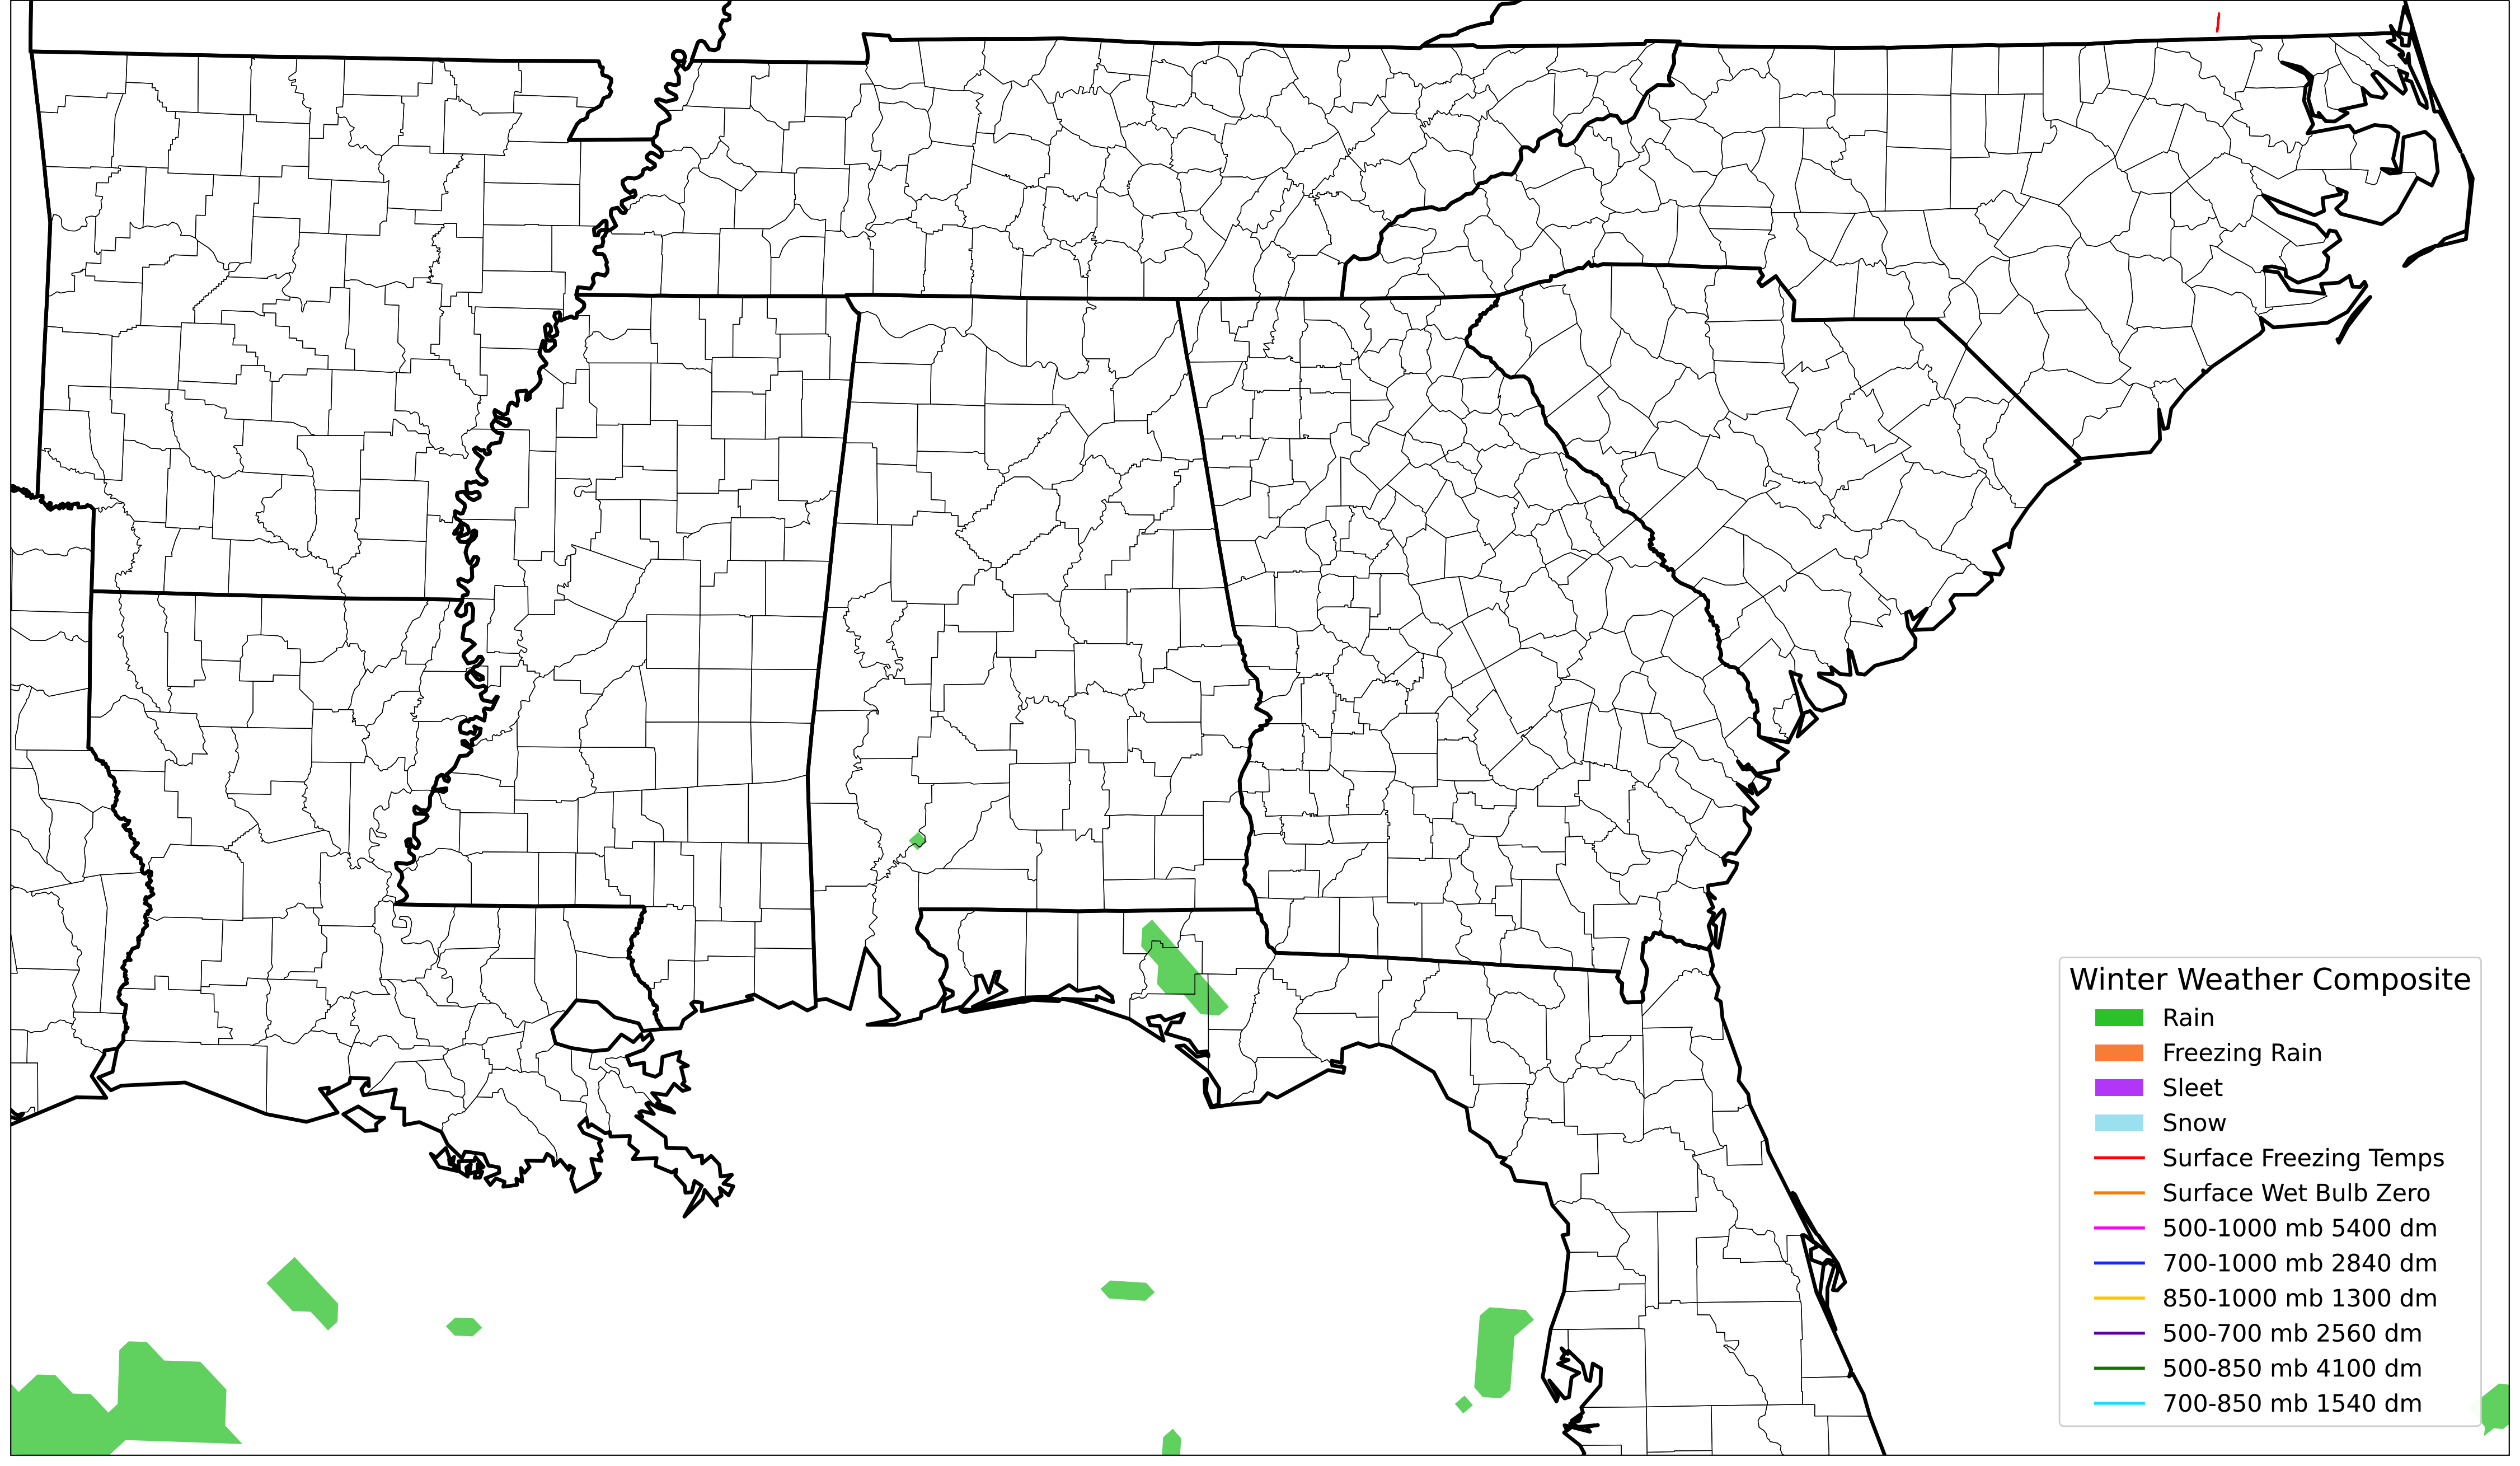 Winter Weather Composite
Rain
Freezing Rain
Sleet
Snow
Surface Freezing Temps
Surface Wet Bulb Zero
500-1000 mb 5400 dm
700-1000 mb 2840 dm
850-1000 mb 1300 dm
500-700 mb 2560 dm
500-850 mb 4100 dm
700-850 mb 1540 dm